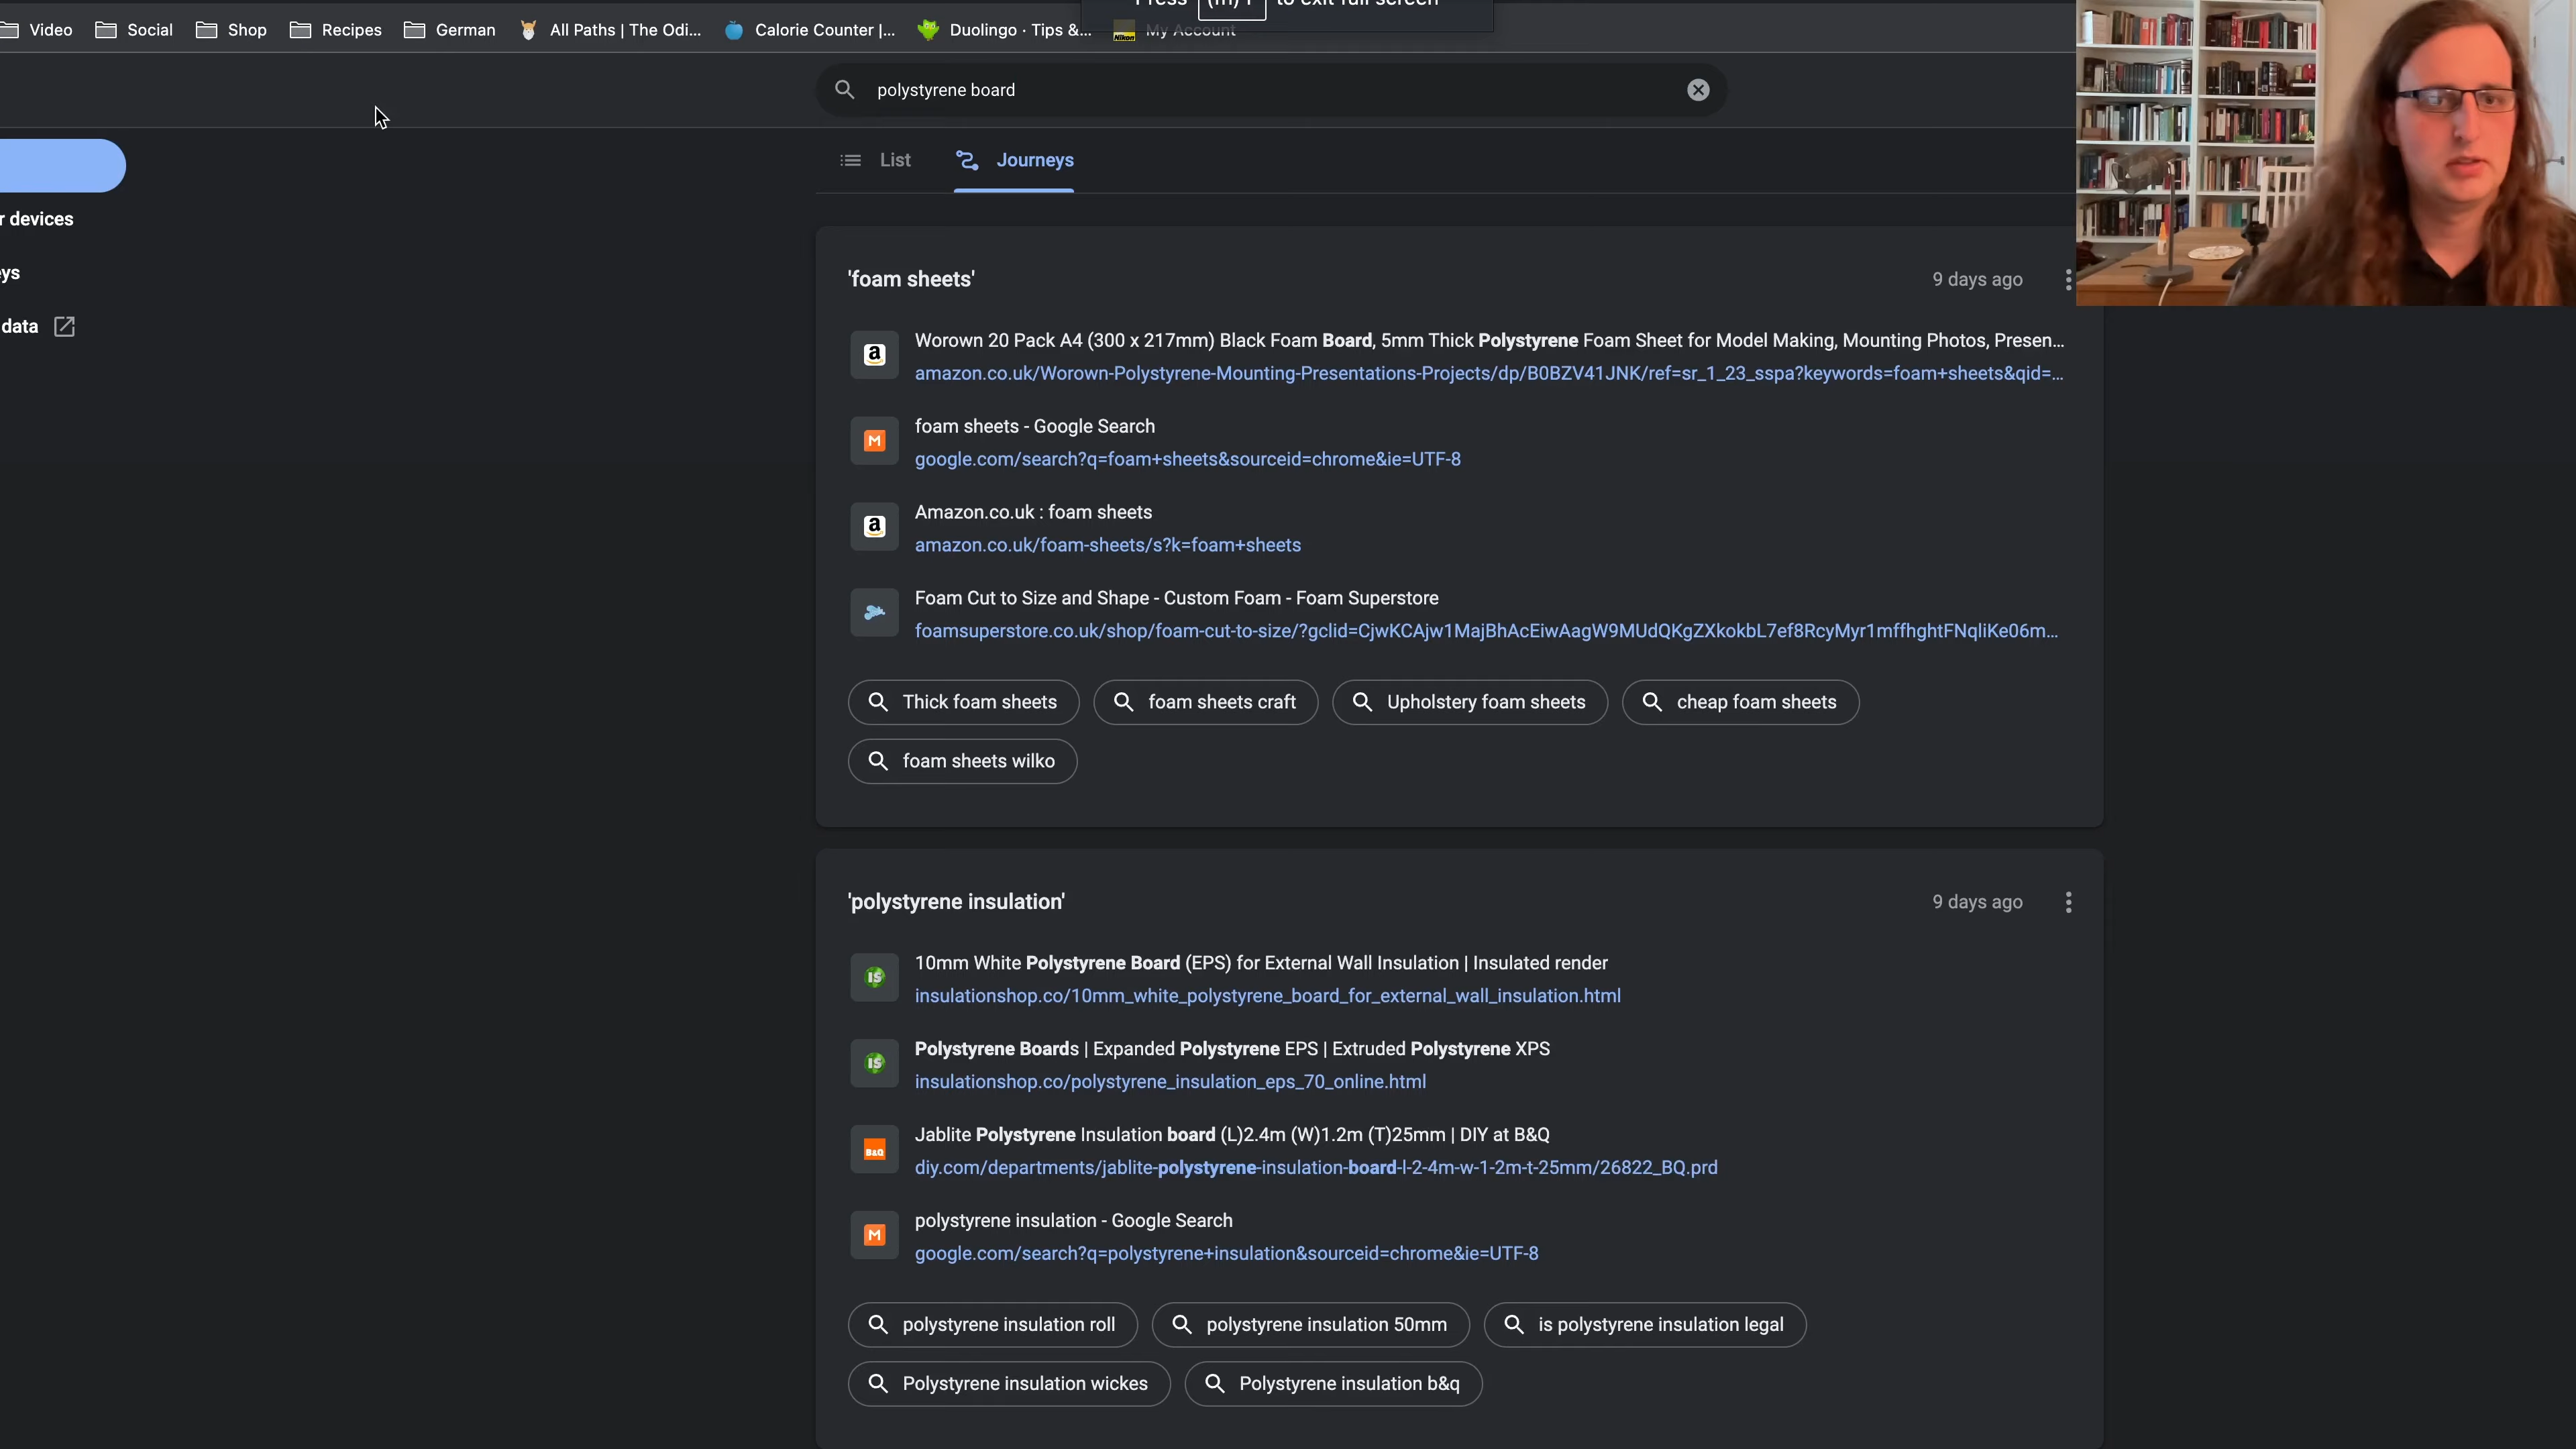 Video Social Shop Recipes German All Paths | The Odi... Calorie Counter |... Duolingo · Tips &... My Account
to exit full screen
polystyrene board
List Journeys
r devices
eys
data
'foam sheets' 9 days ago
Worown 20 Pack A4 (300 x 217mm) Black Foam Board, 5mm Thick Polystyrene Foam Sheet for Model Making, Mounting Photos, Presen...
amazon.co.uk/Worown-Polystyrene-Mounting-Presentations-Projects/dp/B0BZV41JNK/ref=sr_1_23_sspa?keywords=foam+sheets&qid=...
foam sheets - Google Search
google.com/search?q=foam+sheets&sourceid=chrome&ie=UTF-8
Amazon.co.uk : foam sheets
amazon.co.uk/foam-sheets/s?k=foam+sheets
Foam Cut to Size and Shape - Custom Foam - Foam Superstore
foamsuperstore.co.uk/shop/foam-cut-to-size/?gclid=CjwKCAjw1MajBhAcEiwAagW9MUdQKgZXkokbL7ef8RcyMyr1mffhghtFNqliKe06m...
Thick foam sheets foam sheets craft Upholstery foam sheets cheap foam sheets
foam sheets wilko
'polystyrene insulation' 9 days ago
10mm White Polystyrene Board (EPS) for External Wall Insulation | Insulated render
insulationshop.co/10mm_white_polystyrene_board_for_external_wall_insulation.html
Polystyrene Boards | Expanded Polystyrene EPS | Extruded Polystyrene XPS
insulationshop.co/polystyrene_insulation_eps_70_online.html
Jablite Polystyrene Insulation board (L)2.4m (W)1.2m (T)25mm | DIY at B&Q
diy.com/departments/jablite-polystyrene-insulation-board-l-2-4m-w-1-2m-t-25mm/26822_BQ.prd
polystyrene insulation - Google Search
google.com/search?q=polystyrene+insulation&sourceid=chrome&ie=UTF-8
polystyrene insulation roll polystyrene insulation 50mm is polystyrene insulation legal
Polystyrene insulation wickes Polystyrene insulation b&q